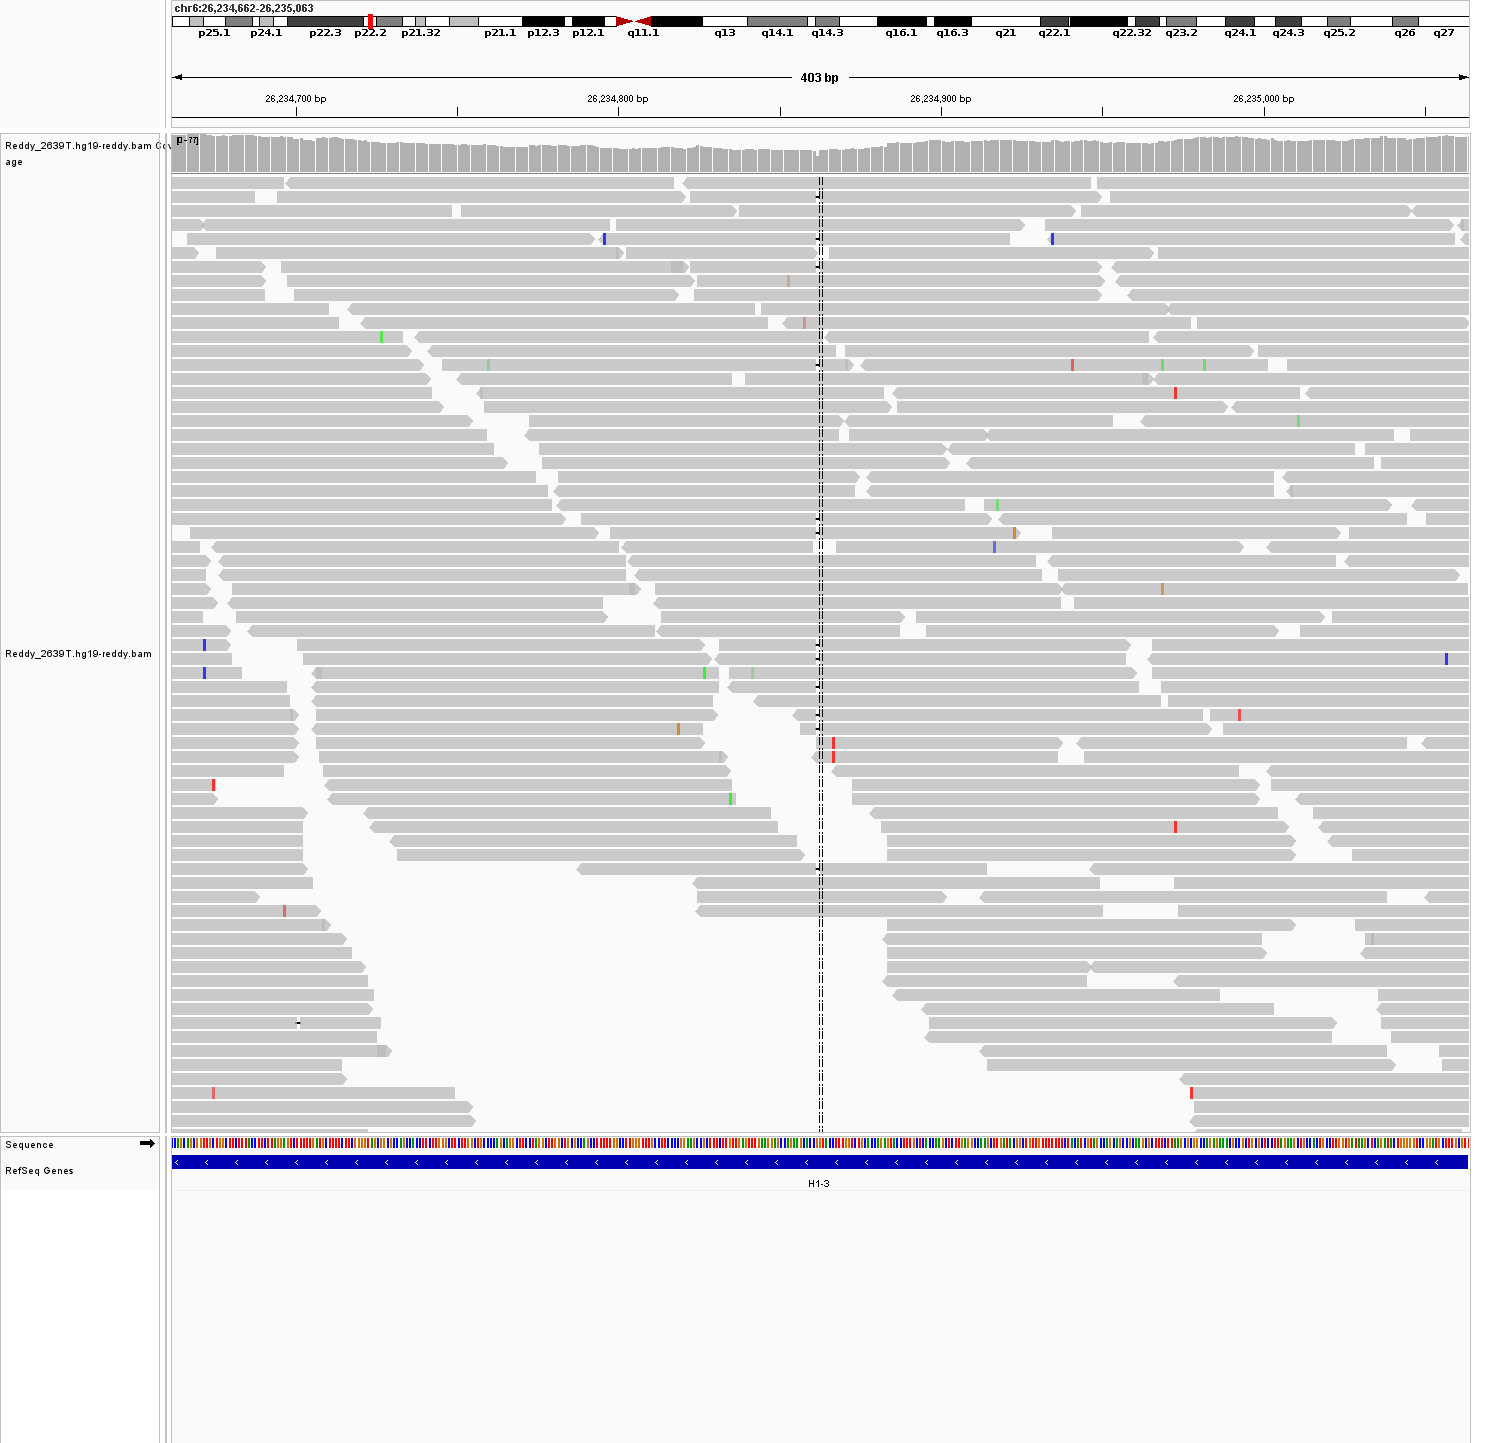 chr6:26,234,662-26,235,063
p25.1 p24.1 p22.3 p22.2 p21.32 p21.1 p12.3 p12.1 q11.1 q13 q14.1 q14.3 q16.1 q16.3 q21 q22.1 q22.32 q23.2 q24.1 q24.3 q25.2 q26 q27
403 bp
26,234,700 bp 26,234,800 bp 26,234,900 bp 26,235,000 bp
Reddy_2639T.hg19-reddy.bam Cov
age
[0 - 77]
Reddy_2639T.hg19-reddy.bam
Sequence
RefSeq Genes
H1-3